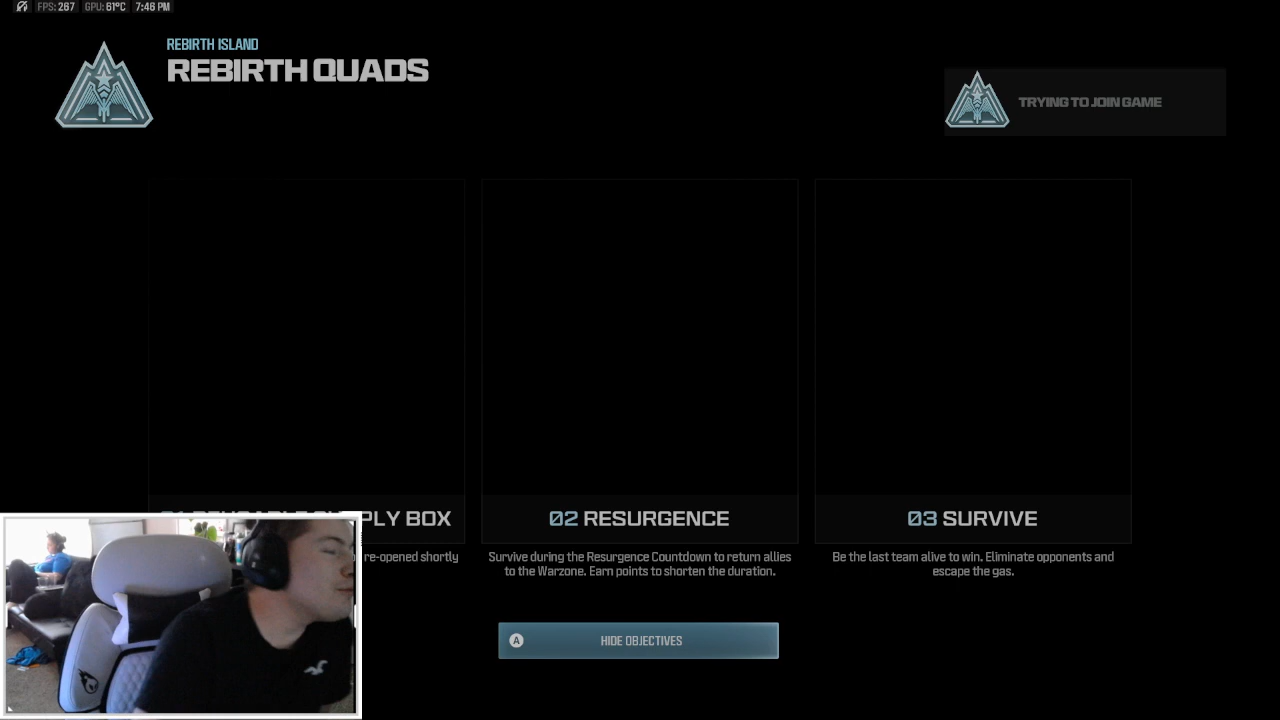 FPS: 267 GPU: 61°C 7:46 PM
REBIRTH ISLAND
REBIRTH QUADS
TRYING TO JOIN GAME
PLY BOX
re-opened shortly
02 RESURGENCE
Survive during the Resurgence Countdown to return allies
to the Warzone. Earn points to shorten the duration.
03 SURVIVE
Be the last team alive to win. Eliminate opponents and
escape the gas.
A HIDE OBJECTIVES